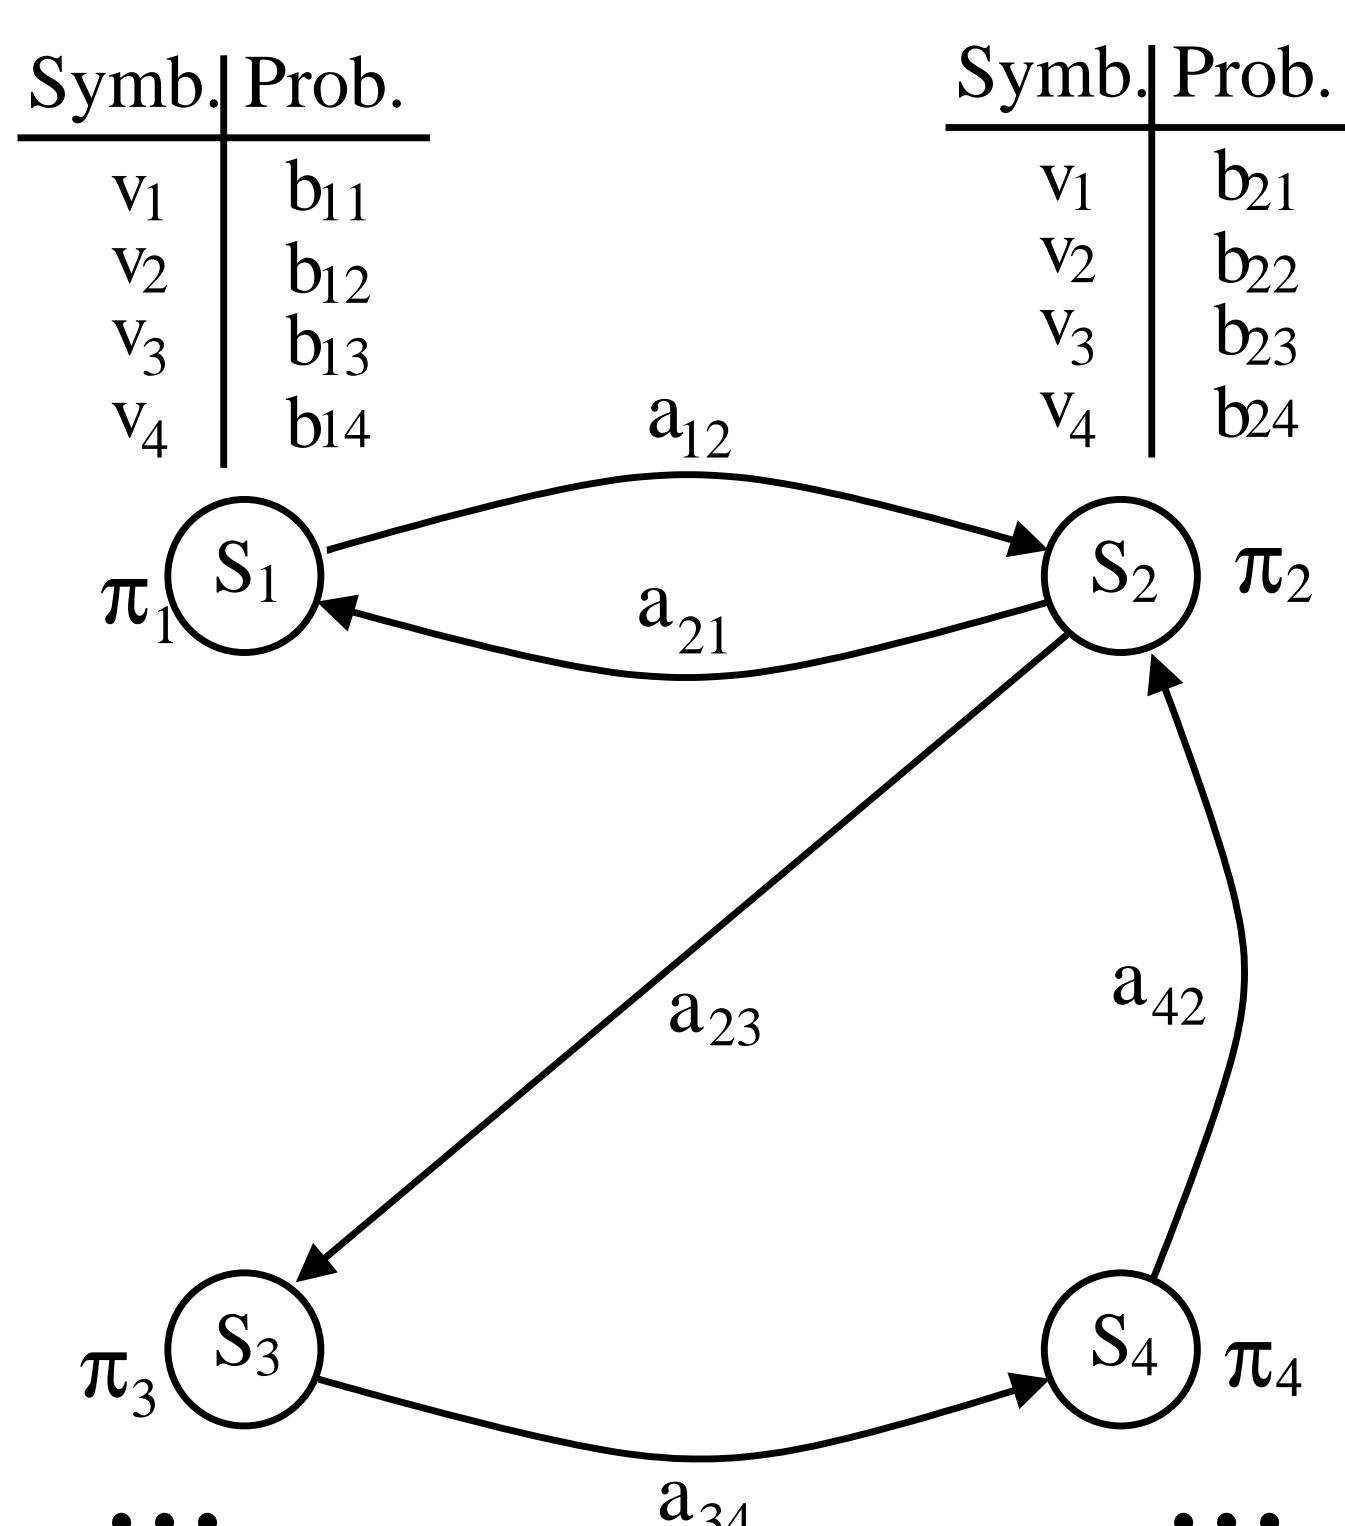 Symb. Prob.
v1 b11
v2 b12
v3 b13
v4 b14
Symb. Prob.
v1 b21
v2 b22
v3 b23
v4 b24
a12
S1
S2
π1
π2
a21
a23
a42
S3
S4
π3
π4
a34
...
...